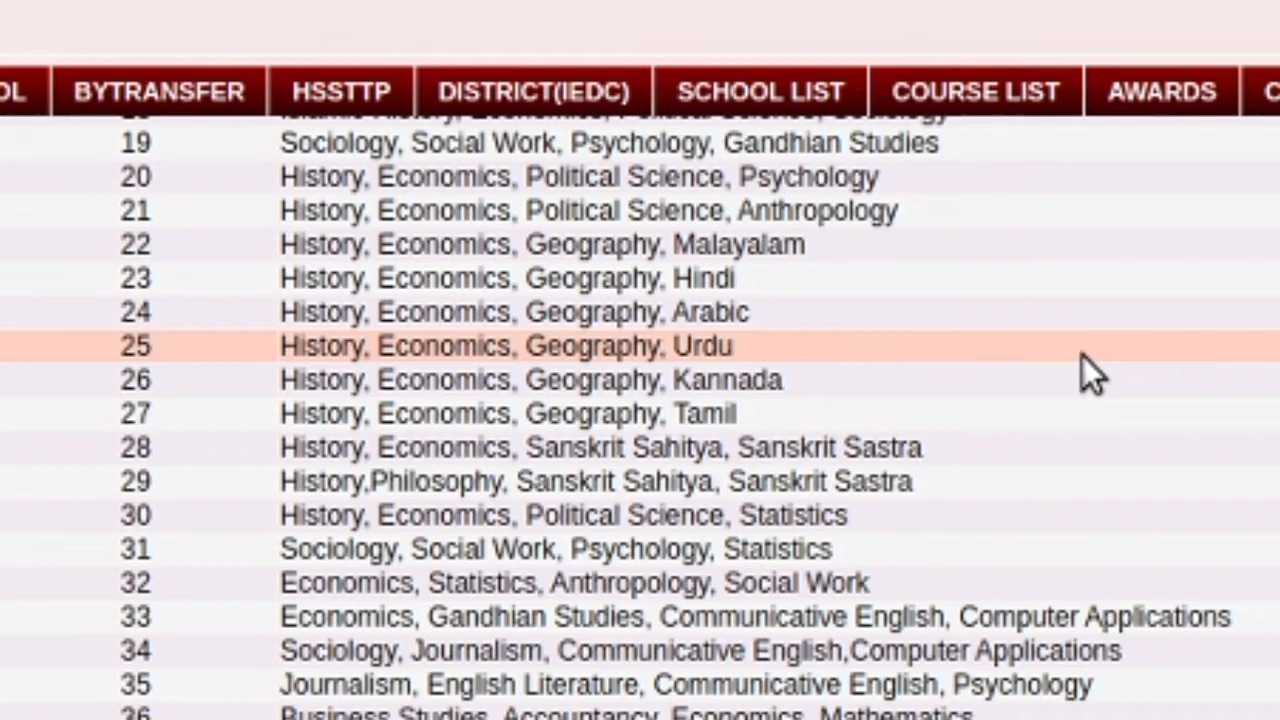 OL BYTRANSFER HSSTTP DISTRICT(IEDC) SCHOOL LIST COURSE LIST AWARDS C
19 Sociology, Social Work, Psychology, Gandhian Studies
20 History, Economics, Political Science, Psychology
21 History, Economics, Political Science, Anthropology
22 History, Economics, Geography, Malayalam
23 History, Economics, Geography, Hindi
24 History, Economics, Geography, Arabic
25 History, Economics, Geography, Urdu
26 History, Economics, Geography, Kannada
27 History, Economics, Geography, Tamil
28 History, Economics, Sanskrit Sahitya, Sanskrit Sastra
29 History,Philosophy, Sanskrit Sahitya, Sanskrit Sastra
30 History, Economics, Political Science, Statistics
31 Sociology, Social Work, Psychology, Statistics
32 Economics, Statistics, Anthropology, Social Work
33 Economics, Gandhian Studies, Communicative English, Computer Applications
34 Sociology, Journalism, Communicative English,Computer Applications
35 Journalism, English Literature, Communicative English, Psychology
36 Business Studies, Accountancy, Economics, Mathematics